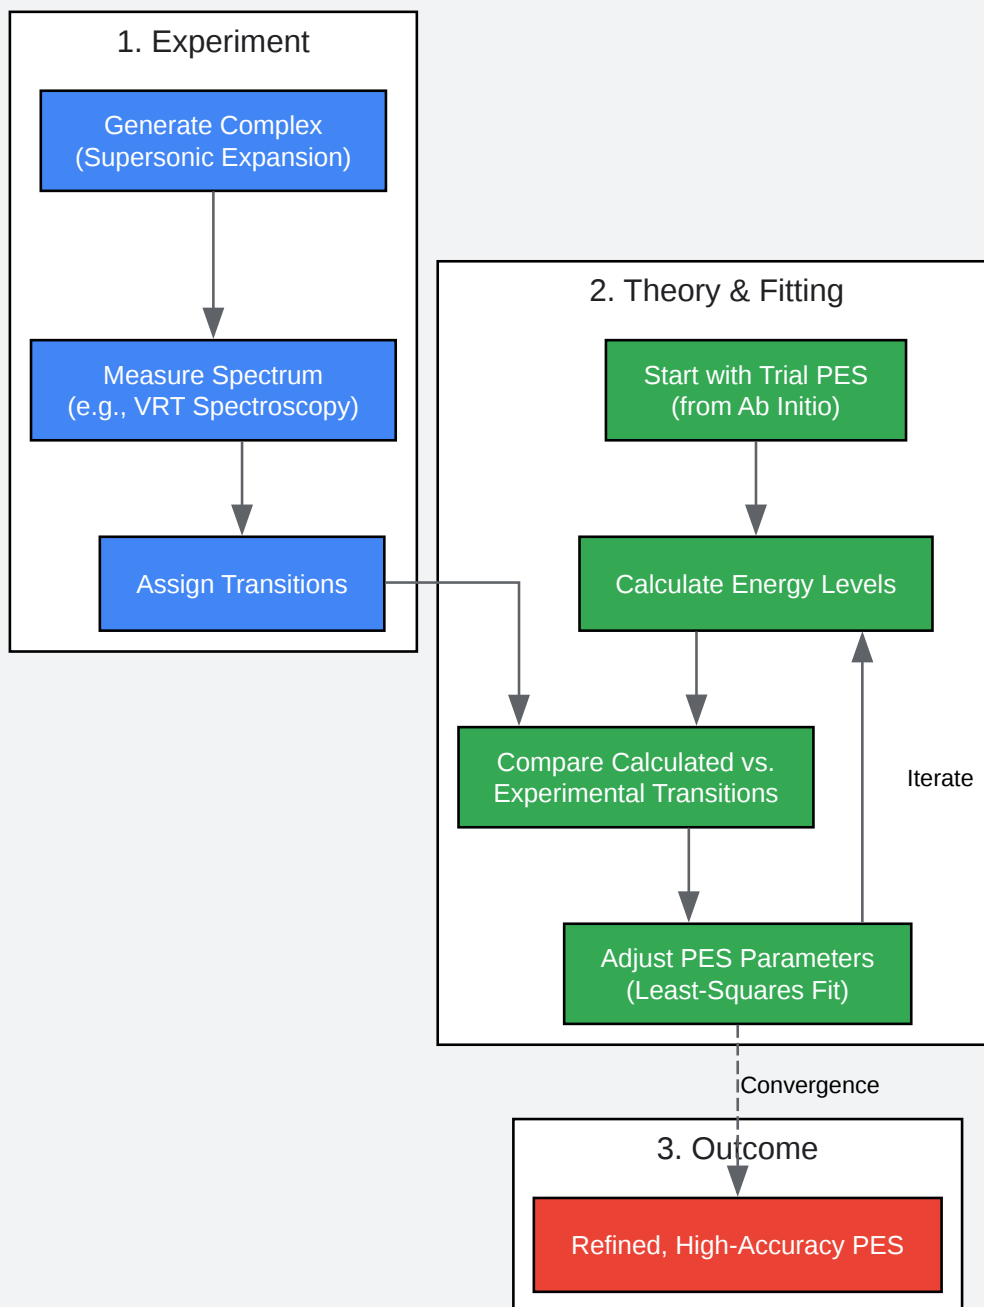 1. Experiment
Generate Complex
(Supersonic Expansion)
Measure Spectrum
(e.g., VRT Spectroscopy)
Assign Transitions
2. Theory & Fitting
Start with Trial PES
(from Ab Initio)
Calculate Energy Levels
Compare Calculated vs.
Experimental Transitions
Iterate
Adjust PES Parameters
(Least-Squares Fit)
Convergence
3. Outcome
Refined, High-Accuracy PES